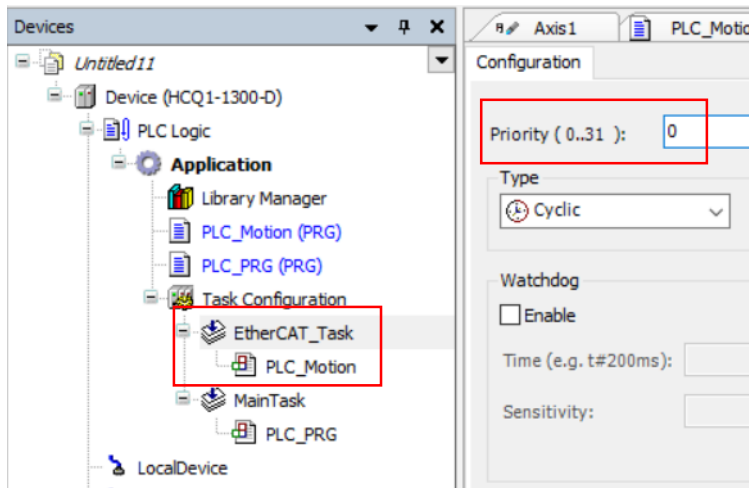 Devices
Untitled11
Device (HCQ1-1300-D)
PLC Logic
Application
Library Manager
PLC_Motion (PRG)
PLC_PRG (PRG)
Task Configuration
EtherCAT_Task
PLC_Motion
MainTask
PLC_PRG
LocalDevice
Axis1
PLC_Motio
Configuration
Priority ( 0..31 ): 0
Type
Cyclic
Watchdog
Enable
Time (e.g. t#200ms):
Sensitivity: